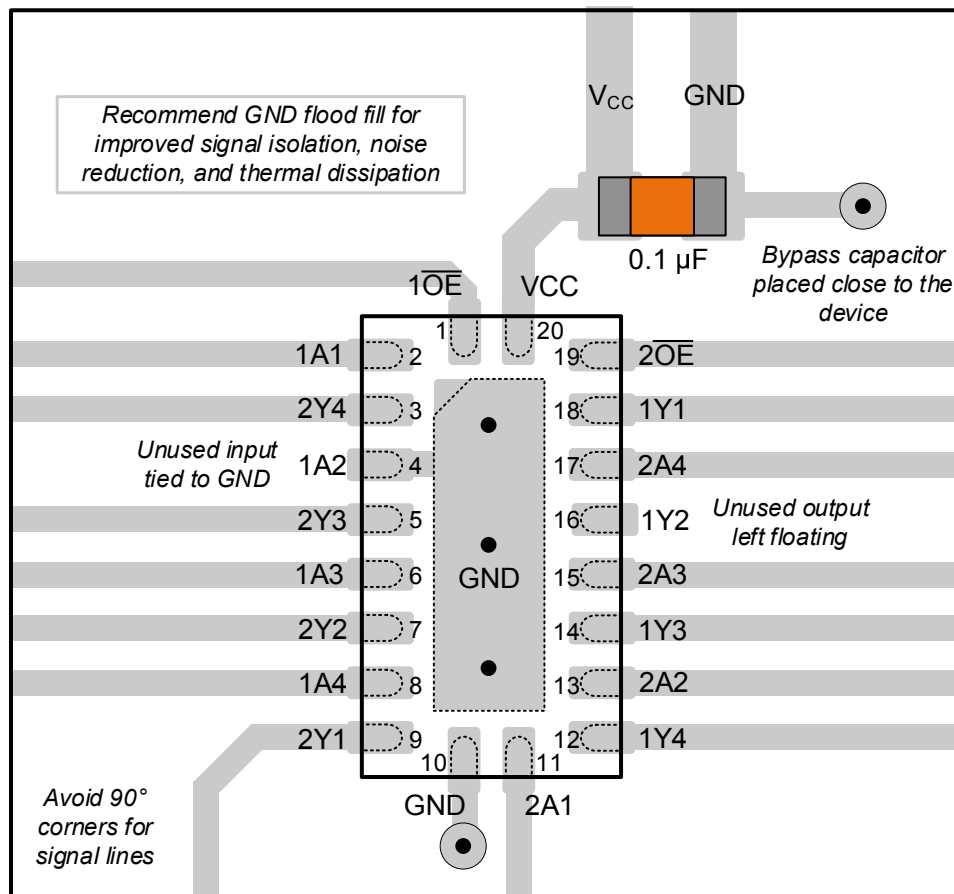 V_CC GND
Recommend GND flood fill for
improved signal isolation, noise
reduction, and thermal dissipation
0.1 µF
Bypass capacitor
placed close to the
device
1O̅E̅ VCC
1 20
1A1 2 19 2O̅E̅
2Y4 3 18 1Y1
Unused input
tied to GND
1A2 4 17 2A4
2Y3 5 16 1Y2
Unused output
left floating
GND
1A3 6 15 2A3
2Y2 7 14 1Y3
1A4 8 13 2A2
2Y1 9 12 1Y4
10 11
GND 2A1
Avoid 90°
corners for
signal lines